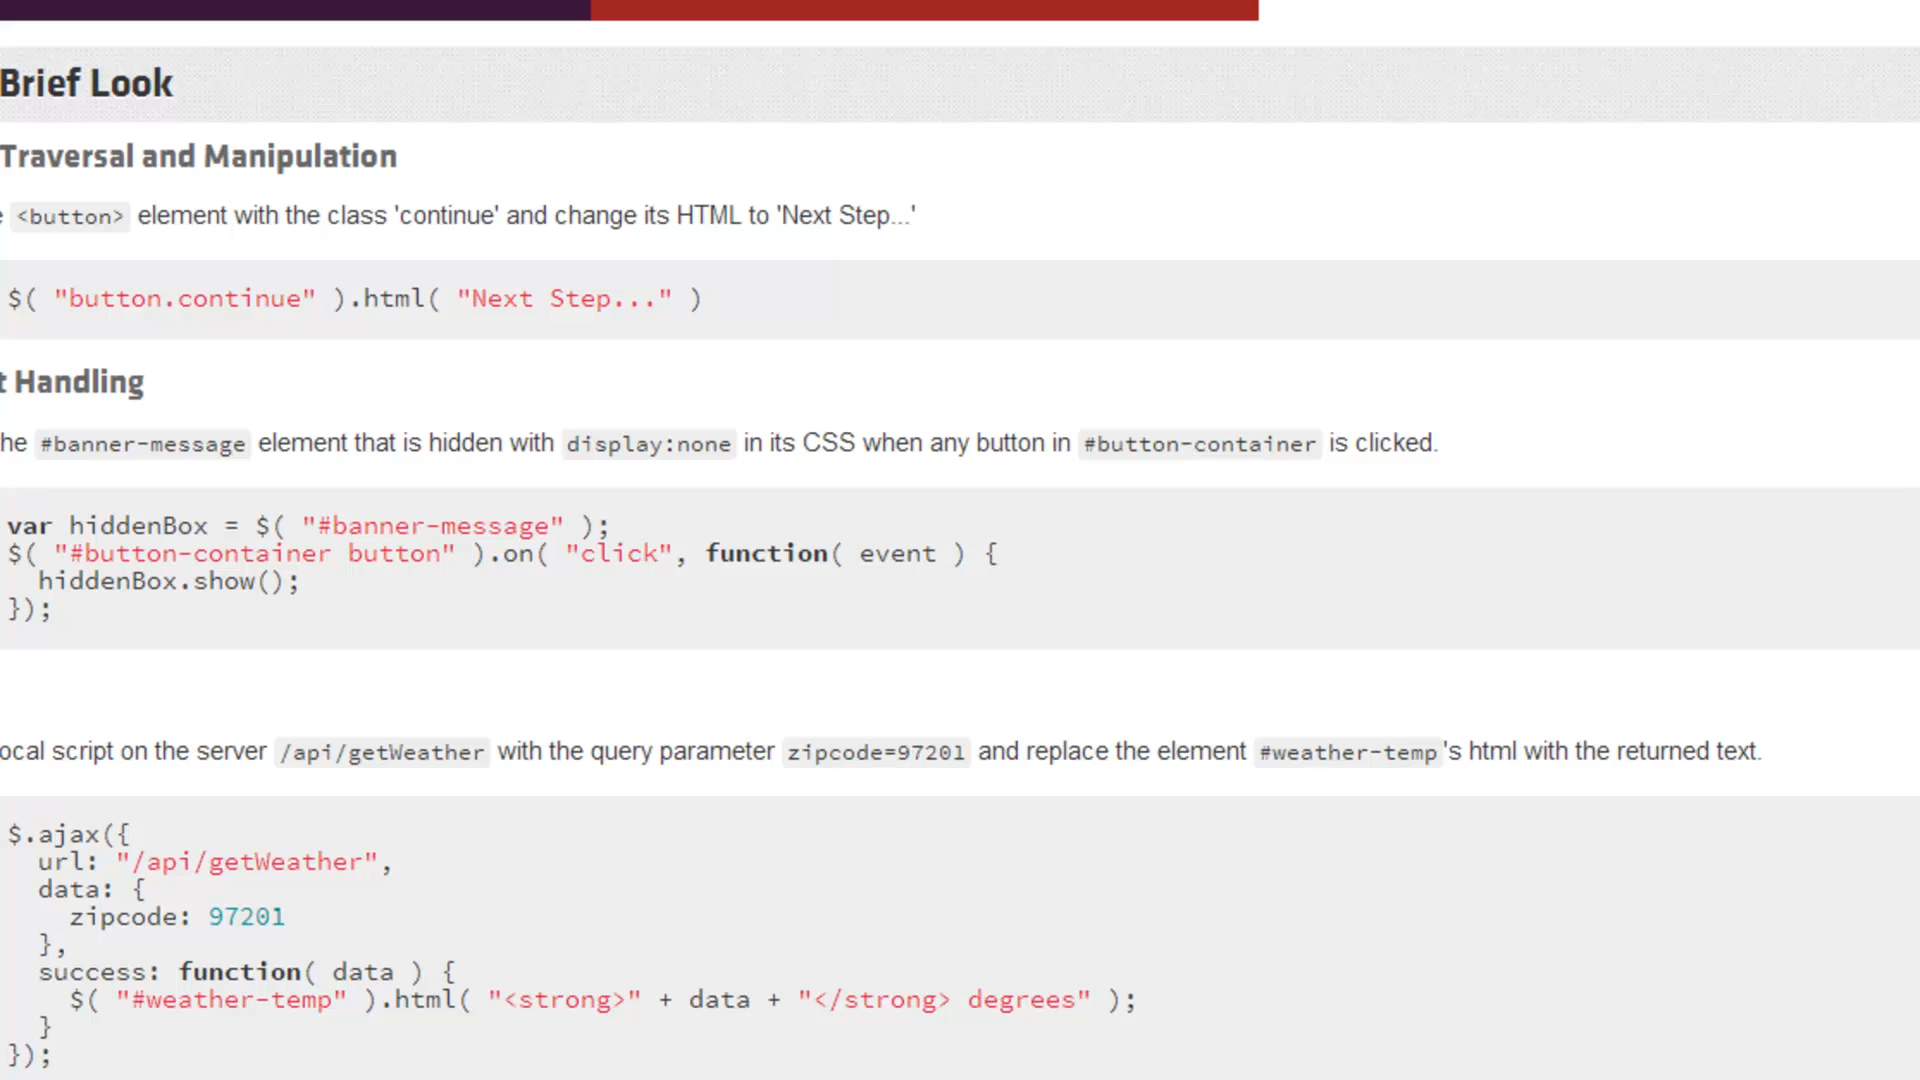 Brief Look
Traversal and Manipulation
<button> element with the class 'continue' and change its HTML to 'Next Step...'
$( "button.continue" ).html( "Next Step..." )
t Handling
he #banner-message element that is hidden with display:none in its CSS when any button in #button-container is clicked.
var hiddenBox = $( "#banner-message" );
$( "#button-container button" ).on( "click", function( event ) {
  hiddenBox.show();
});
ocal script on the server /api/getWeather with the query parameter zipcode=97201 and replace the element #weather-temp's html with the returned text.
$.ajax({
  url: "/api/getWeather",
  data: {
    zipcode: 97201
  },
  success: function( data ) {
    $( "#weather-temp" ).html( "<strong>" + data + "</strong> degrees" );
  }
});